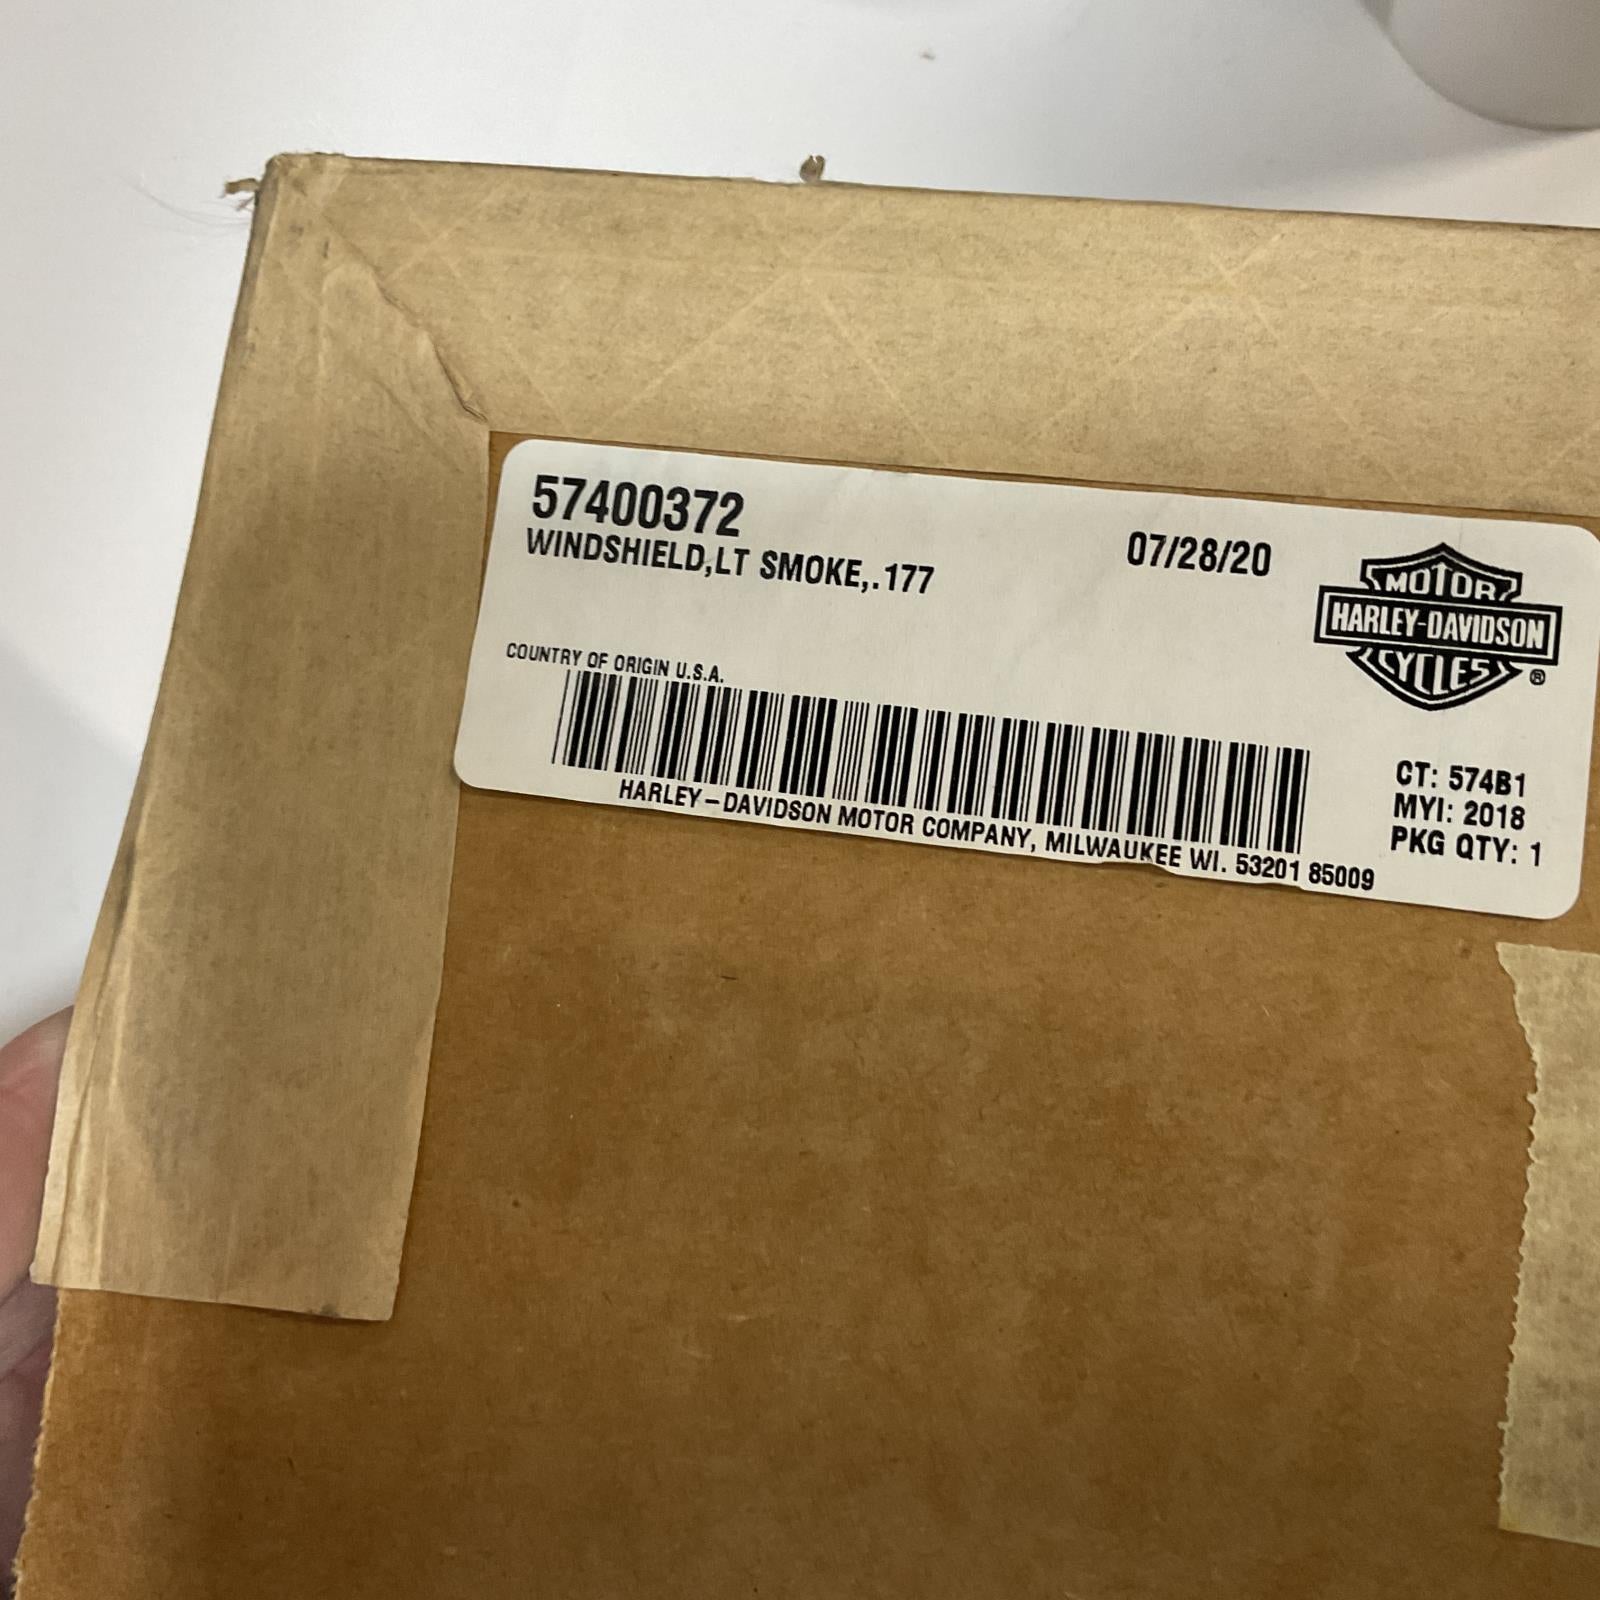 57400372
WINDSHIELD,LT SMOKE,.177
07/28/20
MOTOR
HARLEY-DAVIDSON
CYCLES
®
COUNTRY OF ORIGIN U.S.A.
HARLEY-DAVIDSON MOTOR COMPANY, MILWAUKEE WI. 53201 85009
CT: 574B1
MYI: 2018
PKG QTY: 1